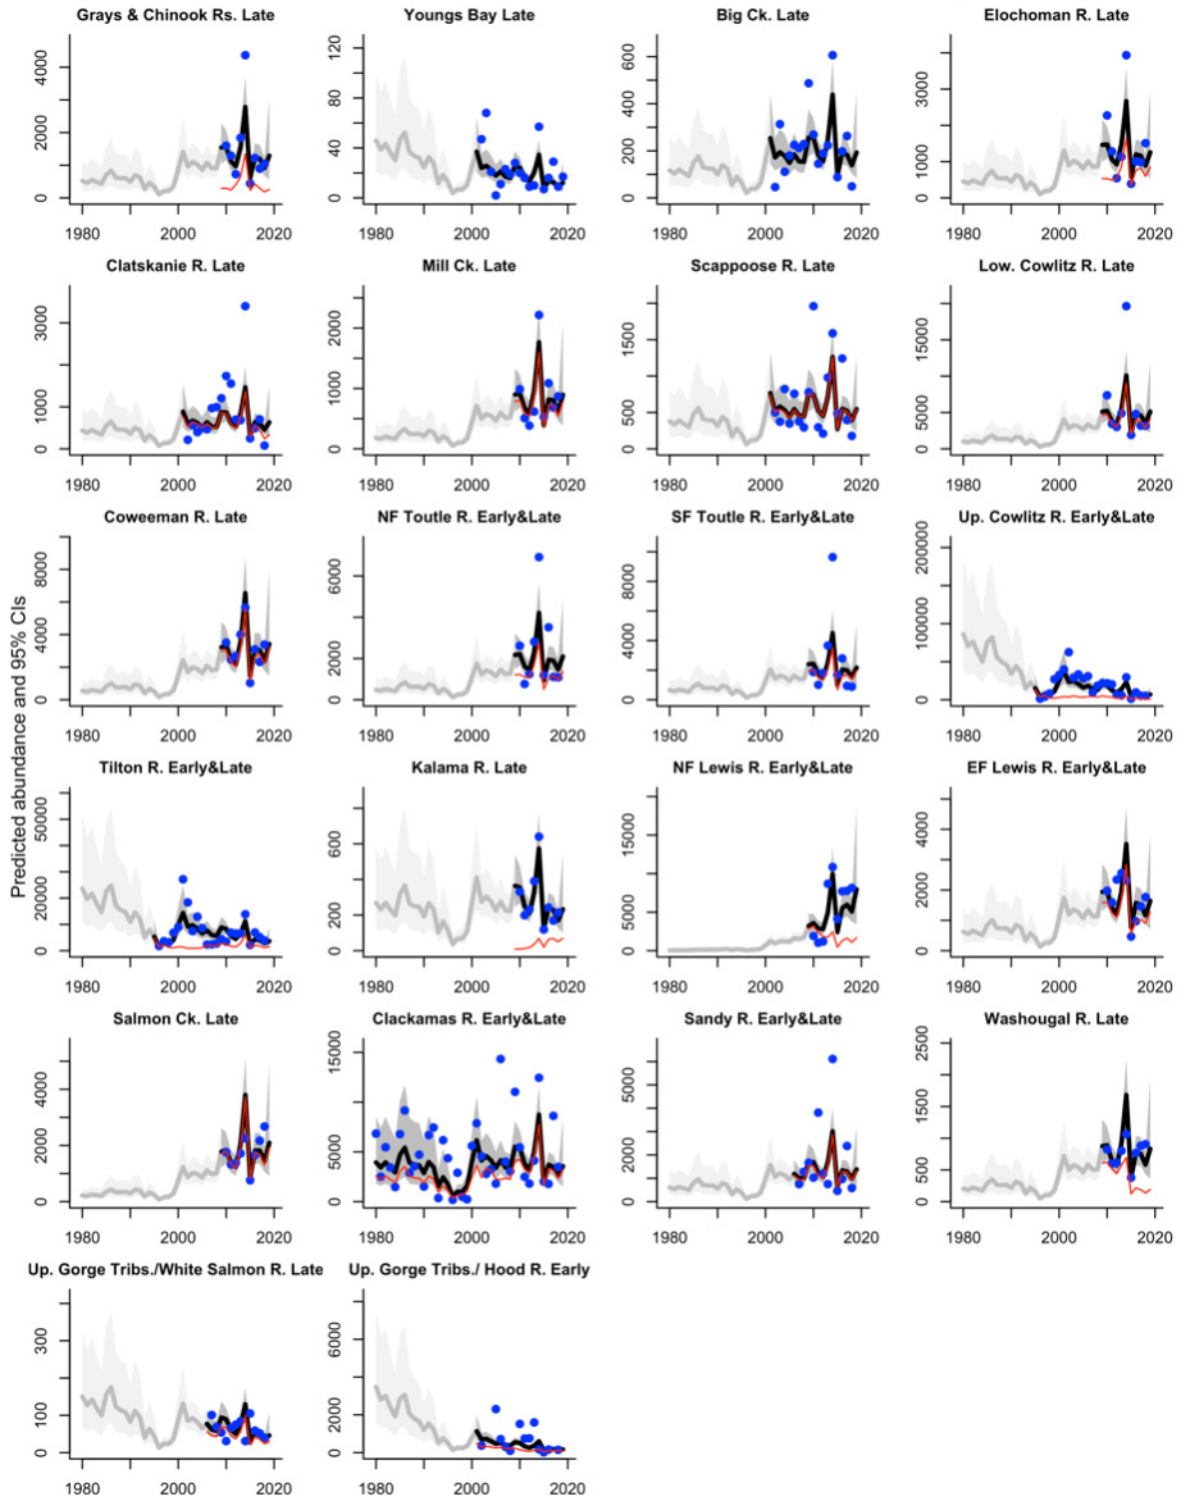 Grays & Chinook Rs. Late
Youngs Bay Late
Big Ck. Late
Elochoman R. Late
0 2000 4000
1980 2000 2020
0 40 80 120
1980 2000 2020
0 200 400 600
1980 2000 2020
0 1000 3000
1980 2000 2020
Clatskanie R. Late
Mill Ck. Late
Scappoose R. Late
Low. Cowlitz R. Late
0 1000 3000
1980 2000 2020
0 1000 2000
1980 2000 2020
0 500 1500
1980 2000 2020
0 5000 15000
1980 2000 2020
Predicted abundance and 95% CIs
Coweeman R. Late
NF Toutle R. Early&Late
SF Toutle R. Early&Late
Up. Cowlitz R. Early&Late
0 4000 8000
1980 2000 2020
0 2000 6000
1980 2000 2020
0 4000 8000
1980 2000 2020
0 100000 200000
1980 2000 2020
Tilton R. Early&Late
Kalama R. Late
NF Lewis R. Early&Late
EF Lewis R. Early&Late
0 20000 50000
1980 2000 2020
0 200 600
1980 2000 2020
0 5000 15000
1980 2000 2020
0 2000 4000
1980 2000 2020
Salmon Ck. Late
Clackamas R. Early&Late
Sandy R. Early&Late
Washougal R. Late
0 2000 4000
1980 2000 2020
0 5000 15000
1980 2000 2020
0 2000 5000
1980 2000 2020
0 500 1500 2500
1980 2000 2020
Up. Gorge Tribs./White Salmon R. Late
Up. Gorge Tribs./ Hood R. Early
0 100 300
1980 2000 2020
0 2000 6000
1980 2000 2020